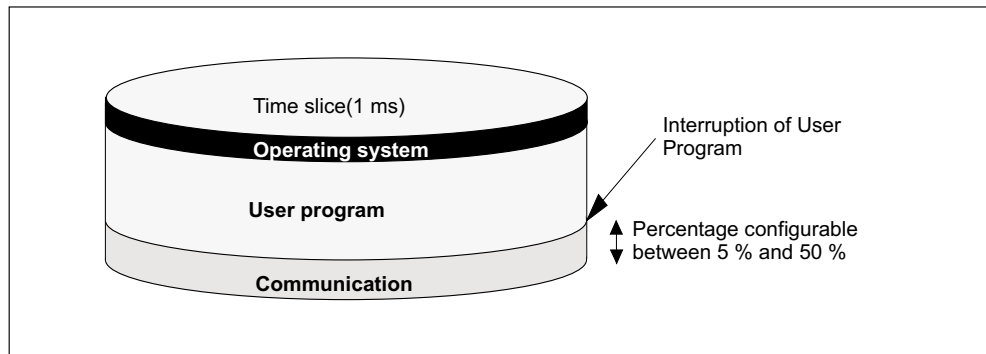 Time slice(1 ms)
Operating system
User program
Communication
Interruption of User
Program
Percentage configurable
between 5 % and 50 %